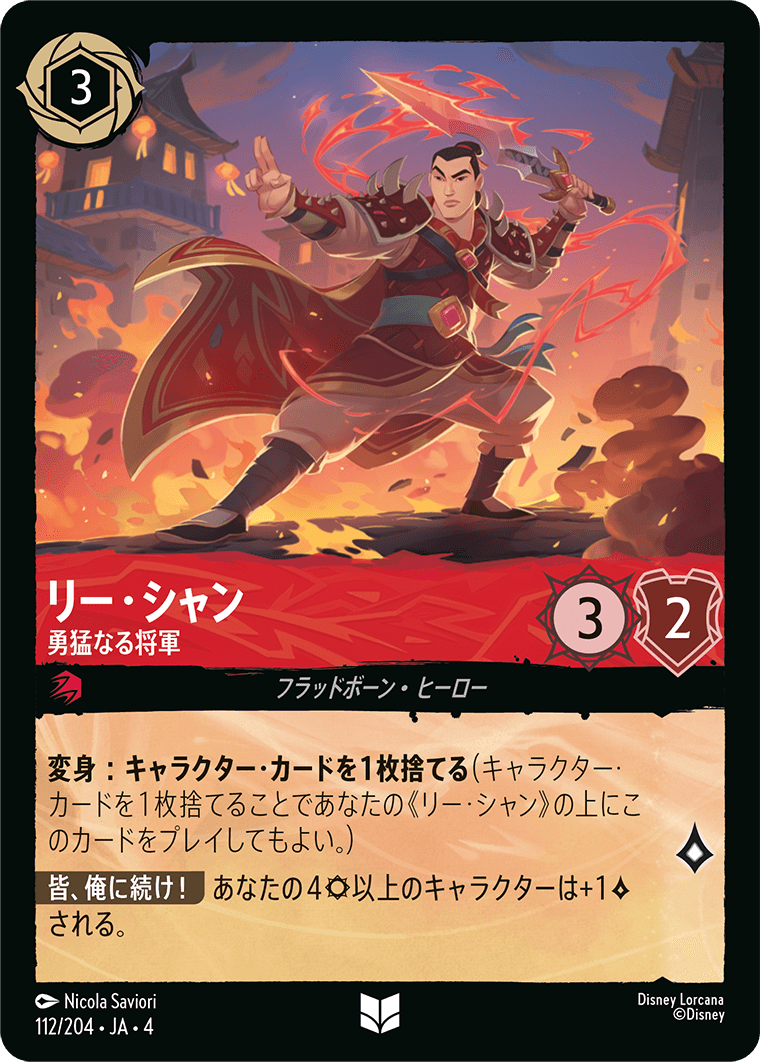 3
リー・シャン
勇猛なる将軍
3
2
フラッドボーン・ヒーロー
変身：キャラクター・カードを1枚捨てる(キャラクター・
カードを1枚捨てることであなたの《リー・シャン》の上にこ
のカードをプレイしてもよい。)
皆、俺に続け！ あなたの4以上のキャラクターは+1
される。
Nicola Saviori
112/204・JA・4
Disney Lorcana
©Disney